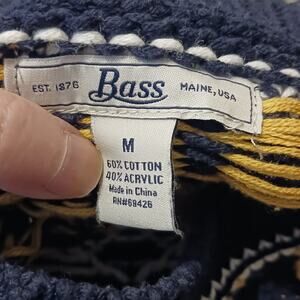 EST. 1876 Bass MAINE, USA
M
60% COTTON
40% ACRYLIC
Made in China
RN#69426